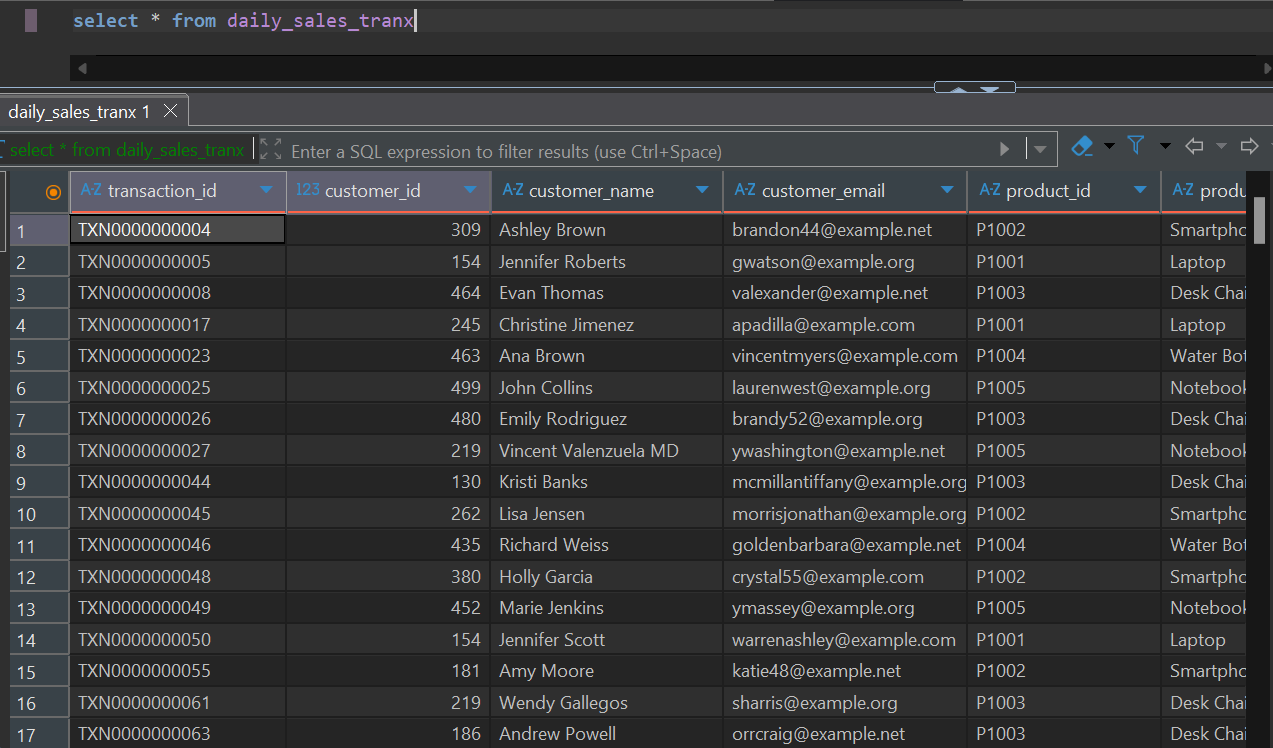 select * from daily_sales_tranx
daily_sales_tranx 1
select * from daily_sales_tranx Enter a SQL expression to filter results (use Ctrl+Space)
A-Z transaction_id 123 customer_id A-Z customer_name A-Z customer_email A-Z product_id A-Z produ
1 TXN0000000004 309 Ashley Brown brandon44@example.net P1002 Smartpho
2 TXN0000000005 154 Jennifer Roberts gwatson@example.org P1001 Laptop
3 TXN0000000008 464 Evan Thomas valexander@example.net P1003 Desk Chai
4 TXN0000000017 245 Christine Jimenez apadilla@example.com P1001 Laptop
5 TXN0000000023 463 Ana Brown vincentmyers@example.com P1004 Water Bot
6 TXN0000000025 499 John Collins laurenwest@example.org P1005 Notebook
7 TXN0000000026 480 Emily Rodriguez brandy52@example.org P1003 Desk Chai
8 TXN0000000027 219 Vincent Valenzuela MD ywashington@example.net P1005 Notebook
9 TXN0000000044 130 Kristi Banks mcmillantiffany@example.org P1003 Desk Chai
10 TXN0000000045 262 Lisa Jensen morrisjonathan@example.org P1002 Smartpho
11 TXN0000000046 435 Richard Weiss goldenbarbara@example.net P1004 Water Bot
12 TXN0000000048 380 Holly Garcia crystal55@example.com P1002 Smartpho
13 TXN0000000049 452 Marie Jenkins ymassey@example.org P1005 Notebook
14 TXN0000000050 154 Jennifer Scott warrenashley@example.com P1001 Laptop
15 TXN0000000055 181 Amy Moore katie48@example.net P1002 Smartpho
16 TXN0000000061 219 Wendy Gallegos sharris@example.org P1003 Desk Chai
17 TXN0000000063 186 Andrew Powell orrcraig@example.net P1003 Desk Chai